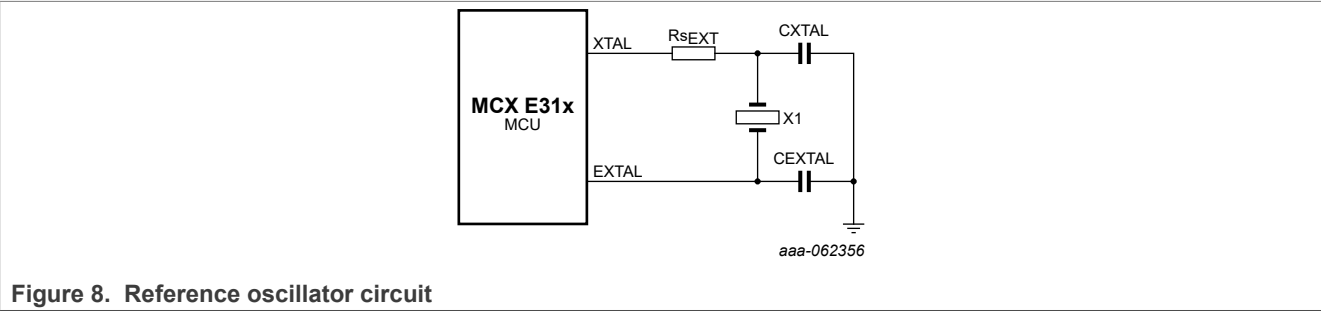 XTAL
RsEXT
CXTAL
MCX E31x
MCU
X1
EXTAL
CEXTAL
aaa-062356
Figure 8. Reference oscillator circuit